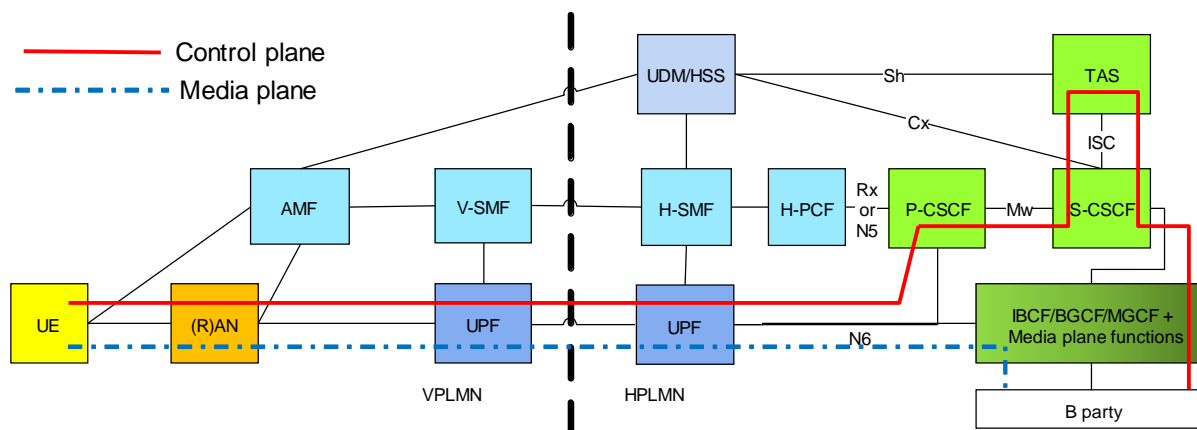 Control plane
Media plane
UDM/HSS
Sh
TAS
Cx
ISC
AMF
V-SMF
H-SMF
H-PCF
Rx
or
N5
P-CSCF
Mw
S-CSCF
UE
(R)AN
UPF
UPF
N6
IBCF/BGCF/MGCF +
Media plane functions
VPLMN
HPLMN
B party